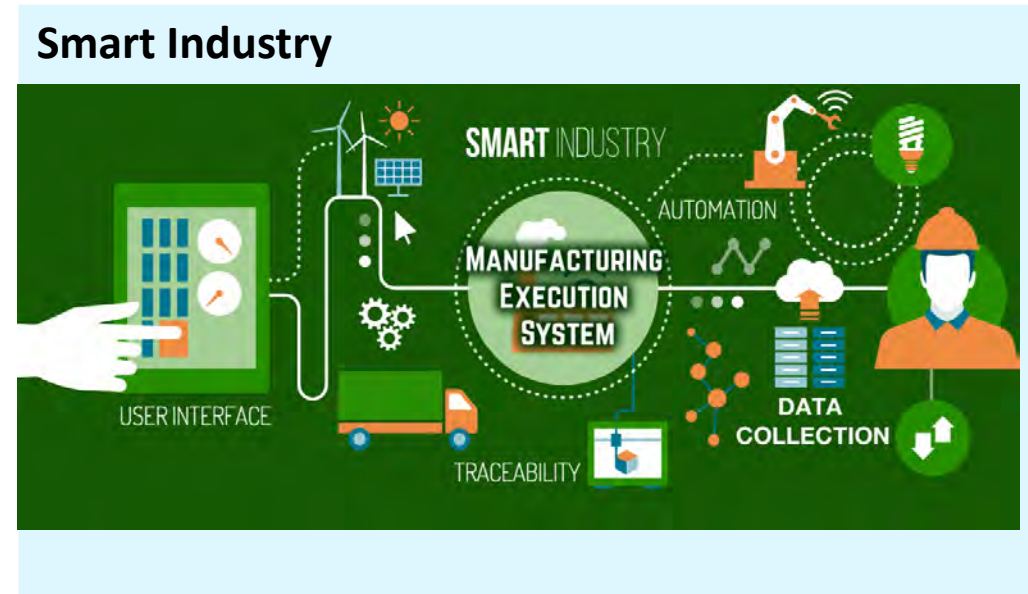 Smart Industry
SMART INDUSTRY
AUTOMATION
MANUFACTURING
EXECUTION
SYSTEM
USER INTERFACE
DATA
COLLECTION
TRACEABILITY